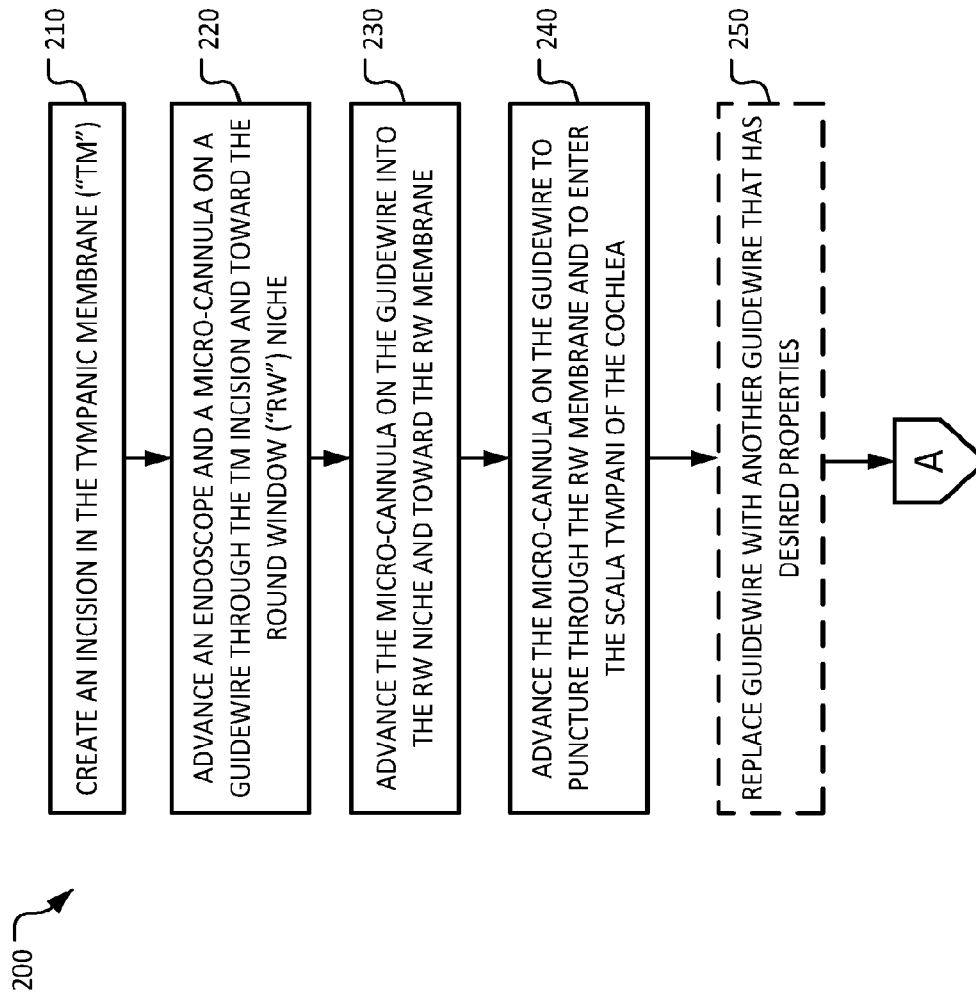 200
210
CREATE AN INCISION IN THE TYMPANIC MEMBRANE ("TM")
220
ADVANCE AN ENDOSCOPE AND A MICRO-CANNULA ON A
GUIDEWIRE THROUGH THE TM INCISION AND TOWARD THE
ROUND WINDOW ("RW") NICHE
230
ADVANCE THE MICRO-CANNULA ON THE GUIDEWIRE INTO
THE RW NICHE AND TOWARD THE RW MEMBRANE
240
ADVANCE THE MICRO-CANNULA ON THE GUIDEWIRE TO
PUNCTURE THROUGH THE RW MEMBRANE AND TO ENTER
THE SCALA TYMPANI OF THE COCHLEA
250
REPLACE GUIDEWIRE WITH ANOTHER GUIDEWIRE THAT HAS
DESIRED PROPERTIES
A